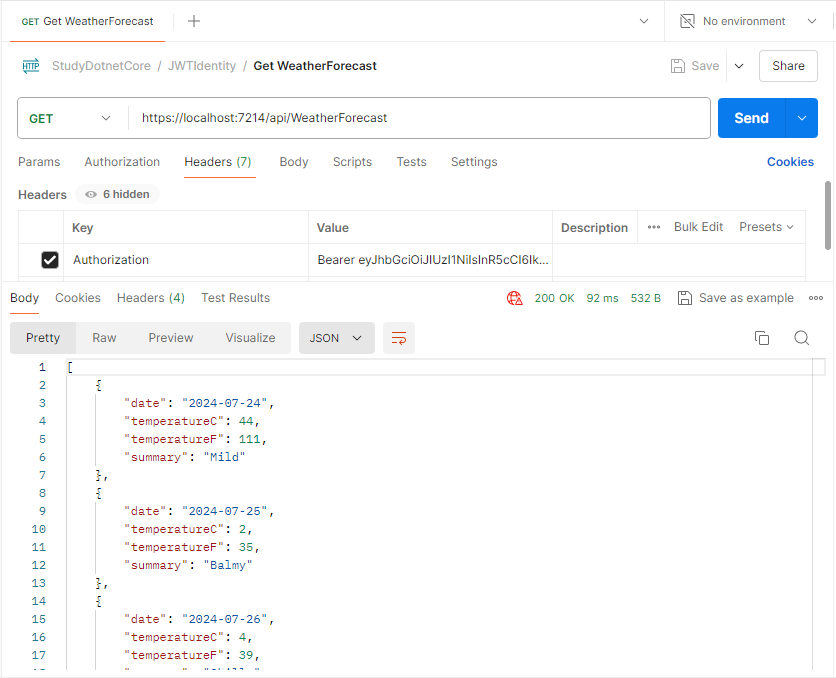 GET Get WeatherForecast
No environment
HTTP StudyDotnetCore / JWTIdentity / Get WeatherForecast
Save
Share
GET
https://localhost:7214/api/WeatherForecast
Send
Params Authorization Headers (7) Body Scripts Tests Settings
Cookies
Headers 6 hidden
Key Value Description Bulk Edit Presets
Authorization Bearer eyJhbGciOiJIUzI1NiIsInR5cCI6Ik...
Body Cookies Headers (4) Test Results
200 OK 92 ms 532 B Save as example
Pretty Raw Preview Visualize JSON
1 [
2 {
3 "date": "2024-07-24",
4 "temperatureC": 44,
5 "temperatureF": 111,
6 "summary": "Mild"
7 },
8 {
9 "date": "2024-07-25",
10 "temperatureC": 2,
11 "temperatureF": 35,
12 "summary": "Balmy"
13 },
14 {
15 "date": "2024-07-26",
16 "temperatureC": 4,
17 "temperatureF": 39,